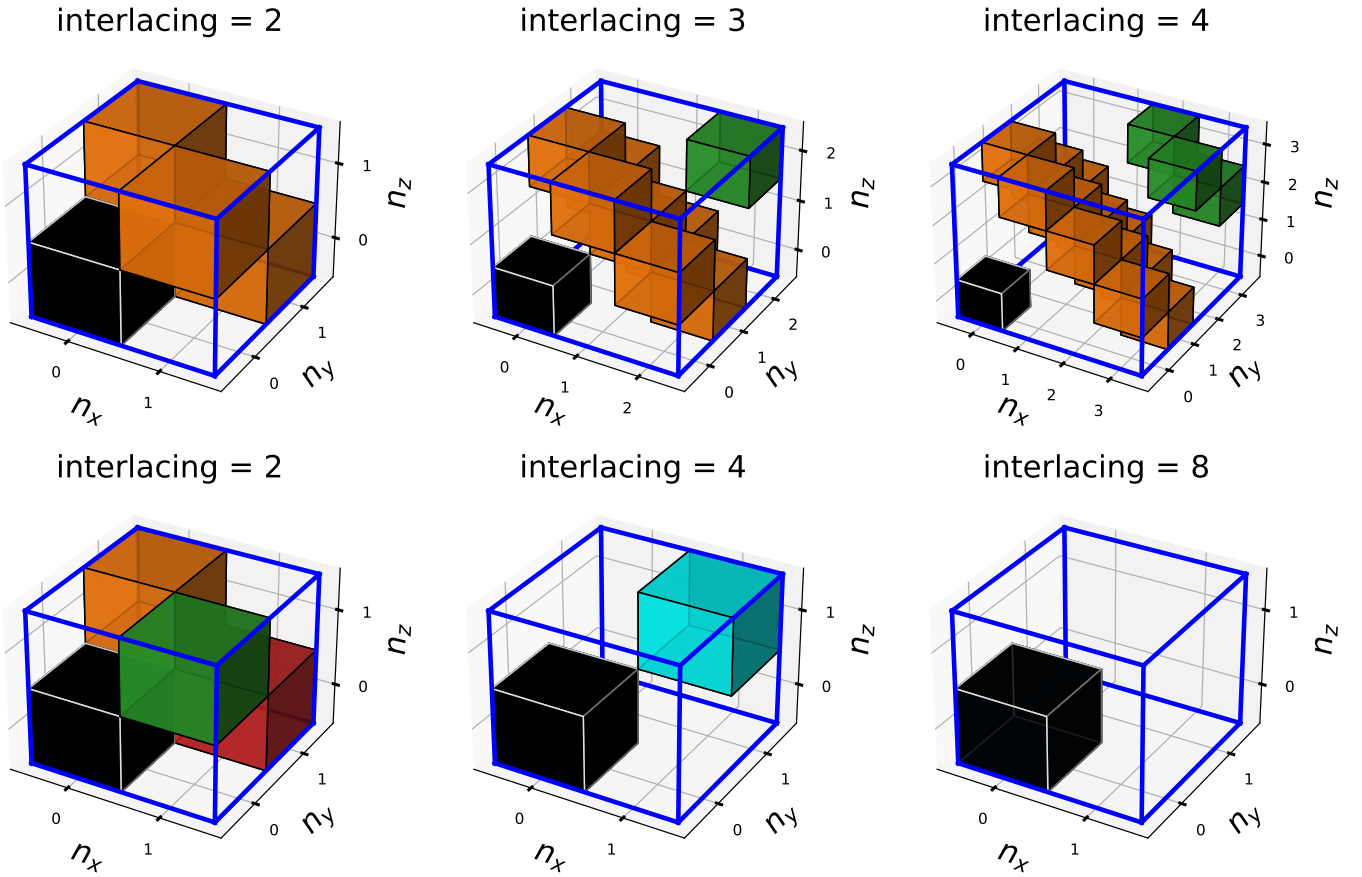 interlacing = 2
interlacing = 3
interlacing = 4
1
0
n_z
0
1
n_x
0
1
n_y
2
1
0
n_z
0
1
2
n_x
0
1
2
n_y
3
2
1
0
n_z
0
1
2
3
n_x
0
1
2
3
n_y
interlacing = 2
interlacing = 4
interlacing = 8
1
0
n_z
0
1
n_x
0
1
n_y
1
0
n_z
0
1
n_x
0
1
n_y
1
0
n_z
0
1
n_x
0
1
n_y